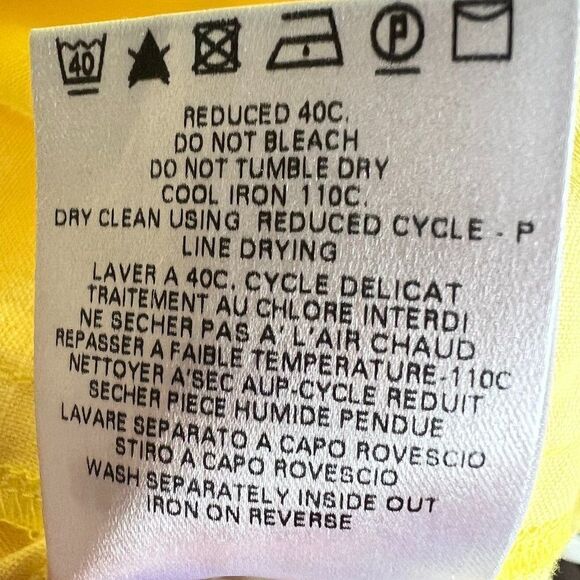 40 P
REDUCED 40C.
DO NOT BLEACH
DO NOT TUMBLE DRY
COOL IRON 110C.
DRY CLEAN USING REDUCED CYCLE - P
LINE DRYING
LAVER A 40C. CYCLE DELICAT
TRAITEMENT AU CHLORE INTERDI
NE SECHER PAS A' L'AIR CHAUD
REPASSER A FAIBLE TEMPERATURE-110C
NETTOYER A'SEC AUP-CYCLE REDUIT
SECHER PIECE HUMIDE PENDUE
LAVARE SEPARATO A CAPO ROVESCIO
STIRO A CAPO ROVESCIO
WASH SEPARATELY INSIDE OUT
IRON ON REVERSE